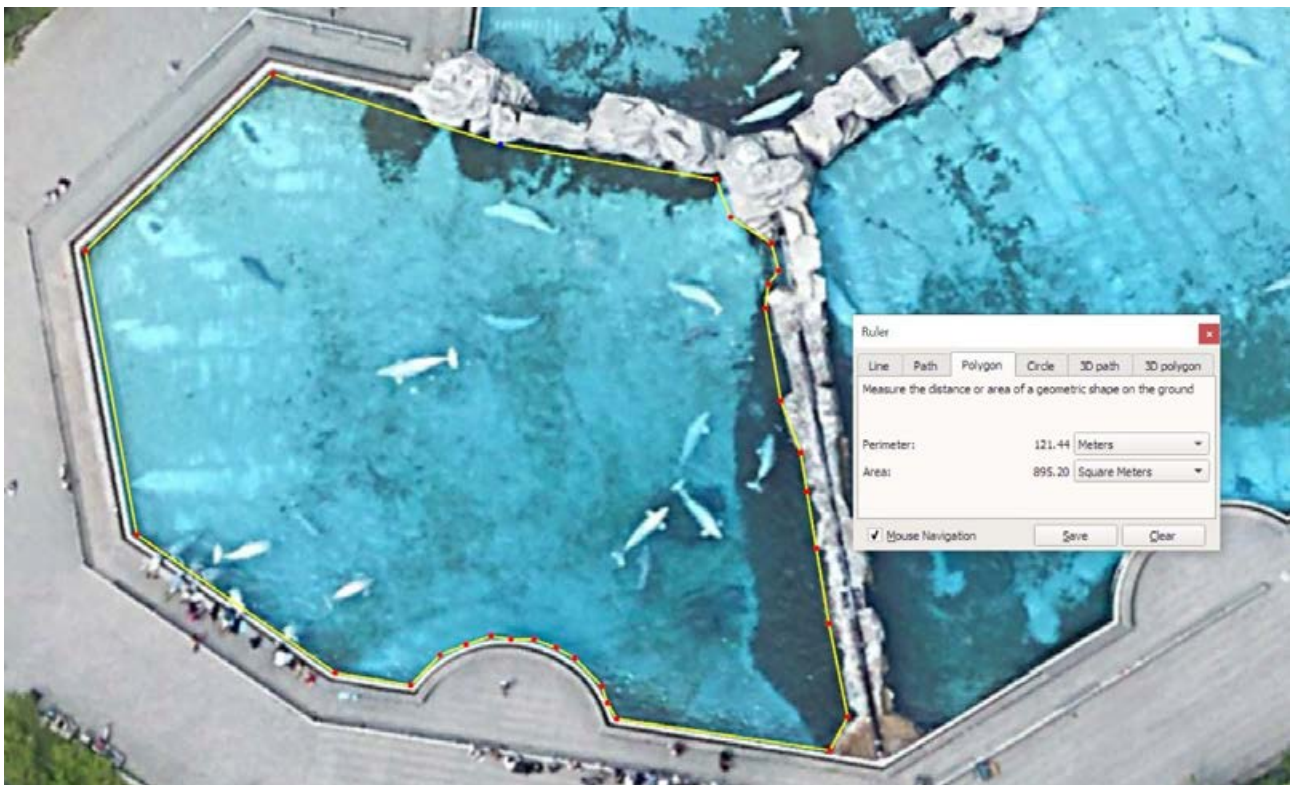 Ruler
Line Path Polygon Circle 3D path 3D polygon
Measure the distance or area of a geometric shape on the ground
Perimeter: 121.44 Meters
Area: 895.20 Square Meters
Mouse Navigation Save Clear